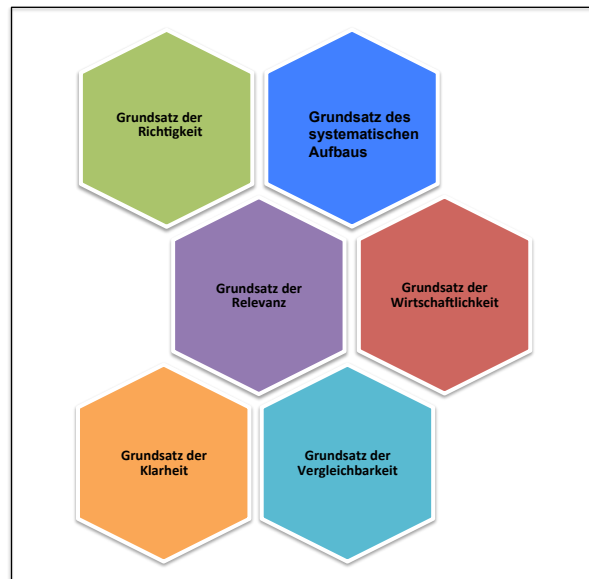 Grundsatz der
Richtigkeit
Grundsatz des
systematischen
Aufbaus
Grundsatz der
Relevanz
Grundsatz der
Wirtschaftlichkeit
Grundsatz der
Klarheit
Grundsatz der
Vergleichbarkeit